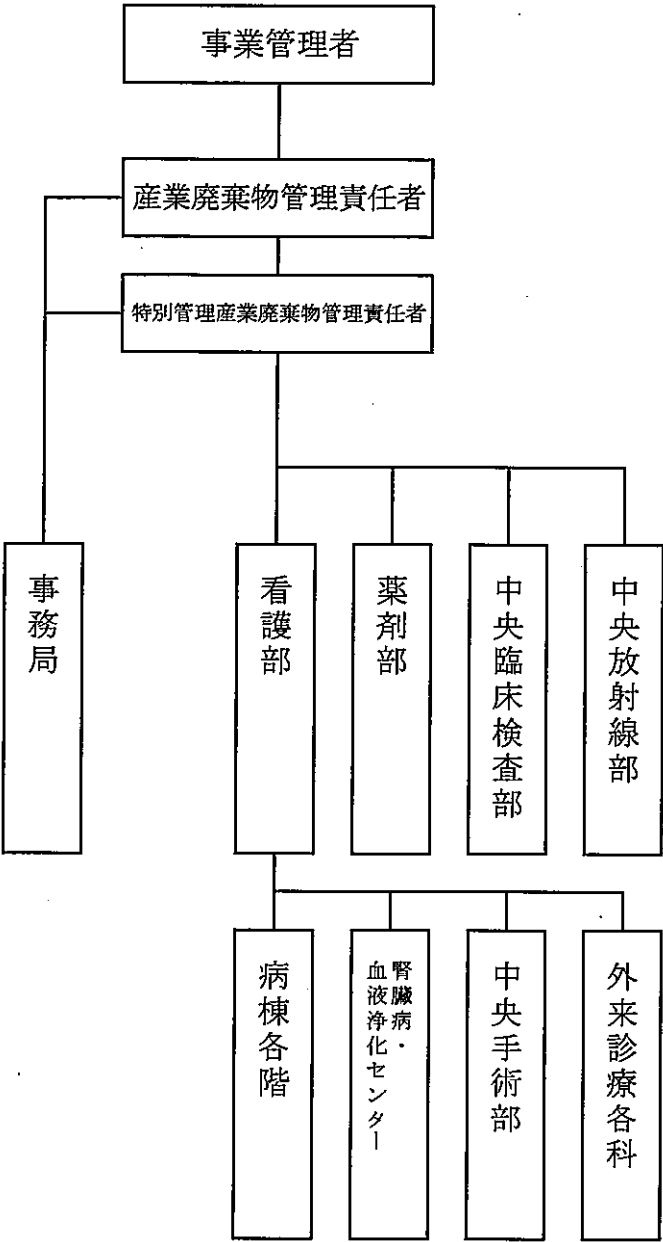 事業管理者
産業廃棄物管理責任者
特別管理産業廃棄物管理責任者
事務局
看護部
薬剤部
中央臨床検査部
中央放射線部
病棟各階
腎臓病・
血液浄化センター
中央手術部
外来診療各科